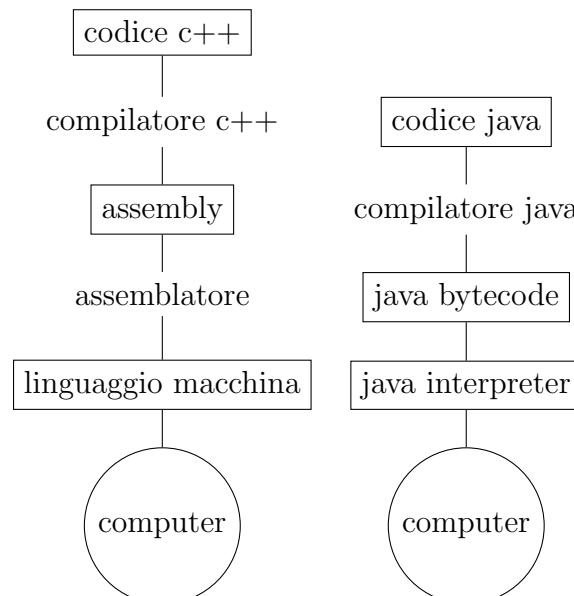 codice c++
compilatore c++
assembly
assemblatore
linguaggio macchina
computer
codice java
compilatore java
java bytecode
java interpreter
computer